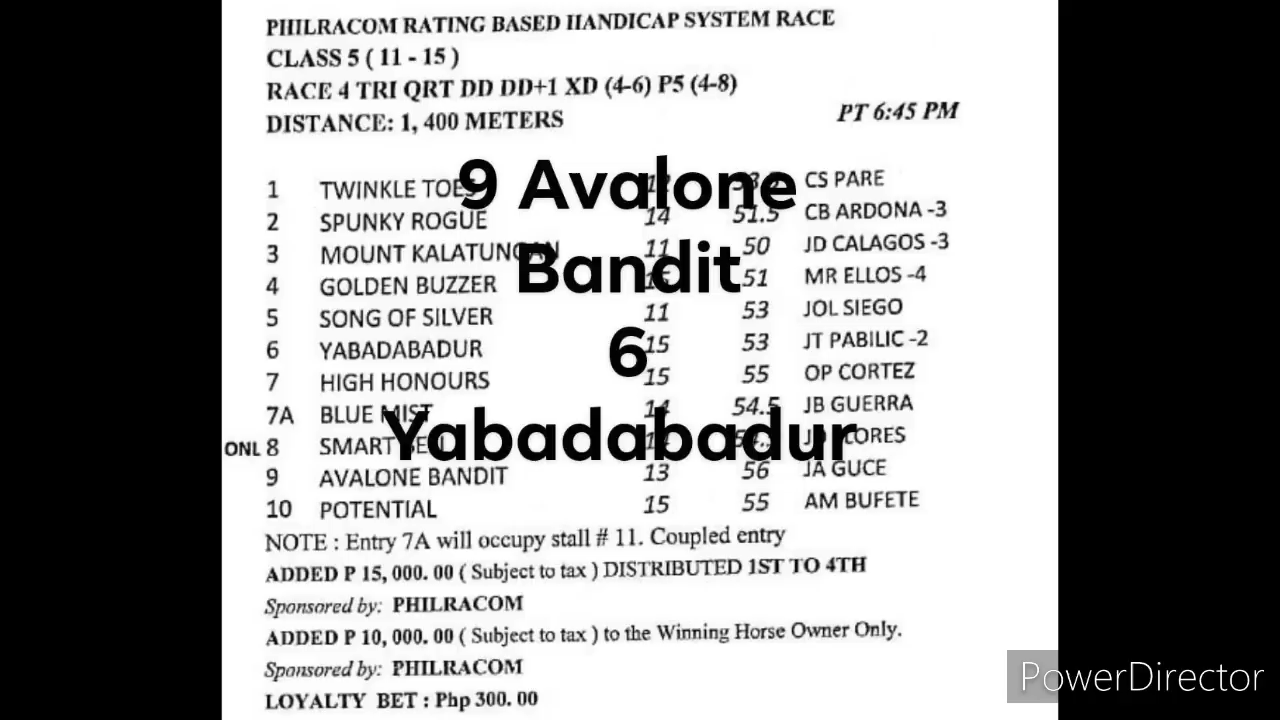 PHILRACOM RATING BASED HANDICAP SYSTEM RACE
CLASS 5 ( 11 - 15 )
RACE 4 TRI QRT DD DD+1 XD (4-6) P5 (4-8)
DISTANCE: 1, 400 METERS PT 6:45 PM
1 TWINKLE TOES 12 CS PARE
2 SPUNKY ROGUE 14 51.5 CB ARDONA -3
3 MOUNT KALATUNGAN 11 50 JD CALAGOS -3
4 GOLDEN BUZZER 51 MR ELLOS -4
5 SONG OF SILVER 11 53 JOL SIEGO
6 YABADABADUR 15 53 JT PABILIC -2
7 HIGH HONOURS 15 55 OP CORTEZ
7A BLUE MIST 14 54.5 JB GUERRA
ONL 8 SMART
9 AVALONE BANDIT 13 56 JA GUCE
10 POTENTIAL 15 55 AM BUFETE
NOTE : Entry 7A will occupy stall # 11. Coupled entry
ADDED P 15, 000. 00 ( Subject to tax ) DISTRIBUTED 1ST TO 4TH
Sponsored by: PHILRACOM
ADDED P 10, 000. 00 ( Subject to tax ) to the Winning Horse Owner Only.
Sponsored by: PHILRACOM
LOYALTY BET : Php 300. 00
9 Avalone
Bandit
6
Yabadabadur
PowerDirector